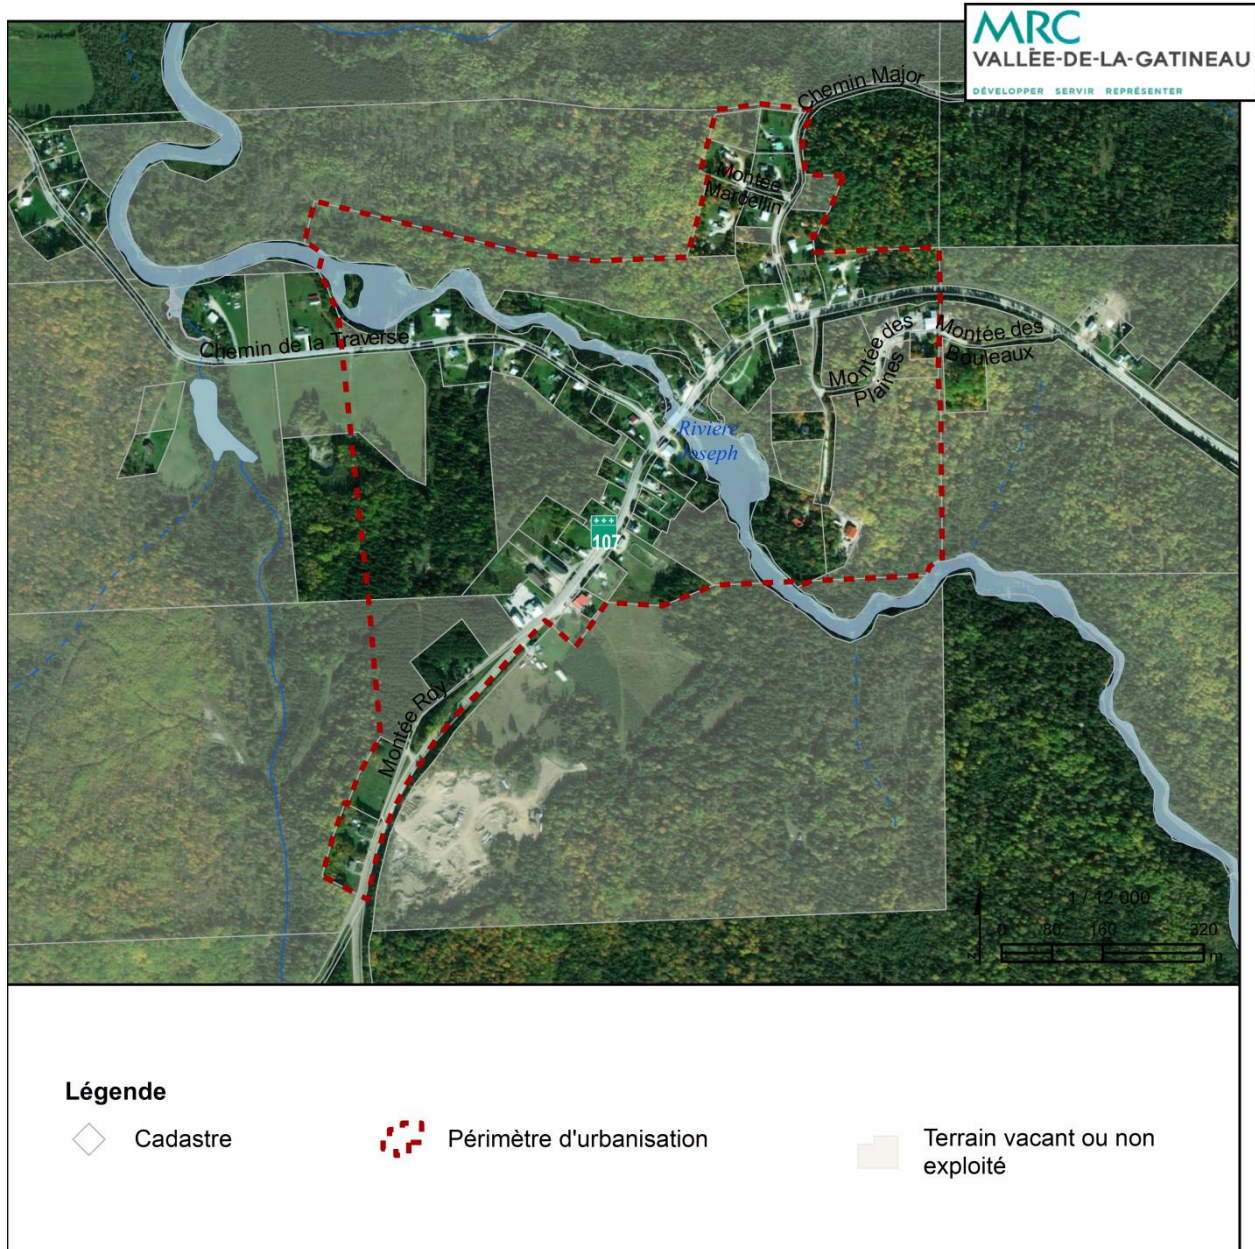 MRC
VALLÉE-DE-LA-GATINEAU
DÉVELOPPER SERVIR REPRÉSENTER
Chemin Major
Montée
Marcellin
Chemin de la Traverse
Montée des
Plaines
Montée des
Bouleaux
Rivière
Joseph
107
Montée Roy
1 / 12 000
0 80 160 320
m
Légende
Cadastre
Périmètre d'urbanisation
Terrain vacant ou non
exploité